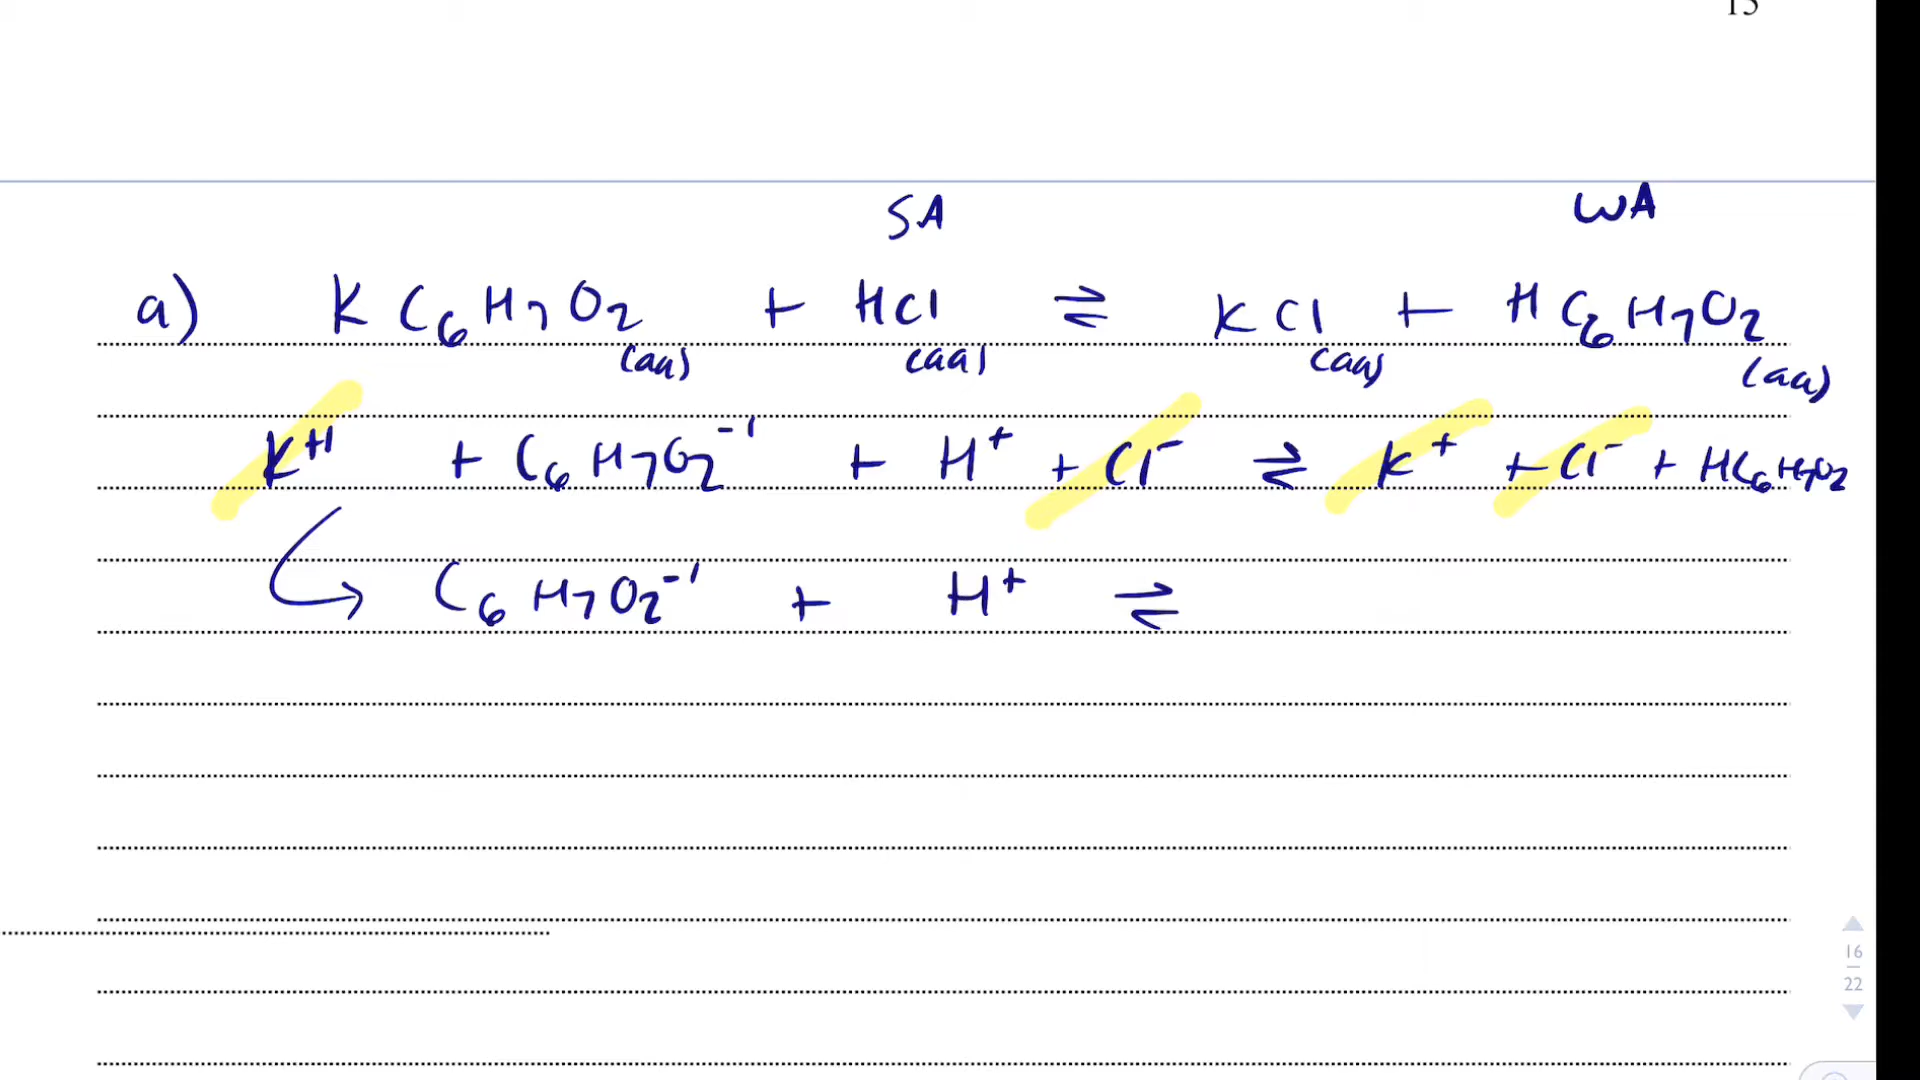 15
SA WA
a) KC₆H₇O₂ (aq) + HCl (aq) ⇌ KCl (aq) + HC₆H₇O₂ (aq)
K⁺¹ + C₆H₇O₂⁻¹ + H⁺ + Cl⁻ ⇌ K⁺ + Cl⁻ + HC₆H₇O₂
C₆H₇O₂⁻¹ + H⁺ ⇌
16
22